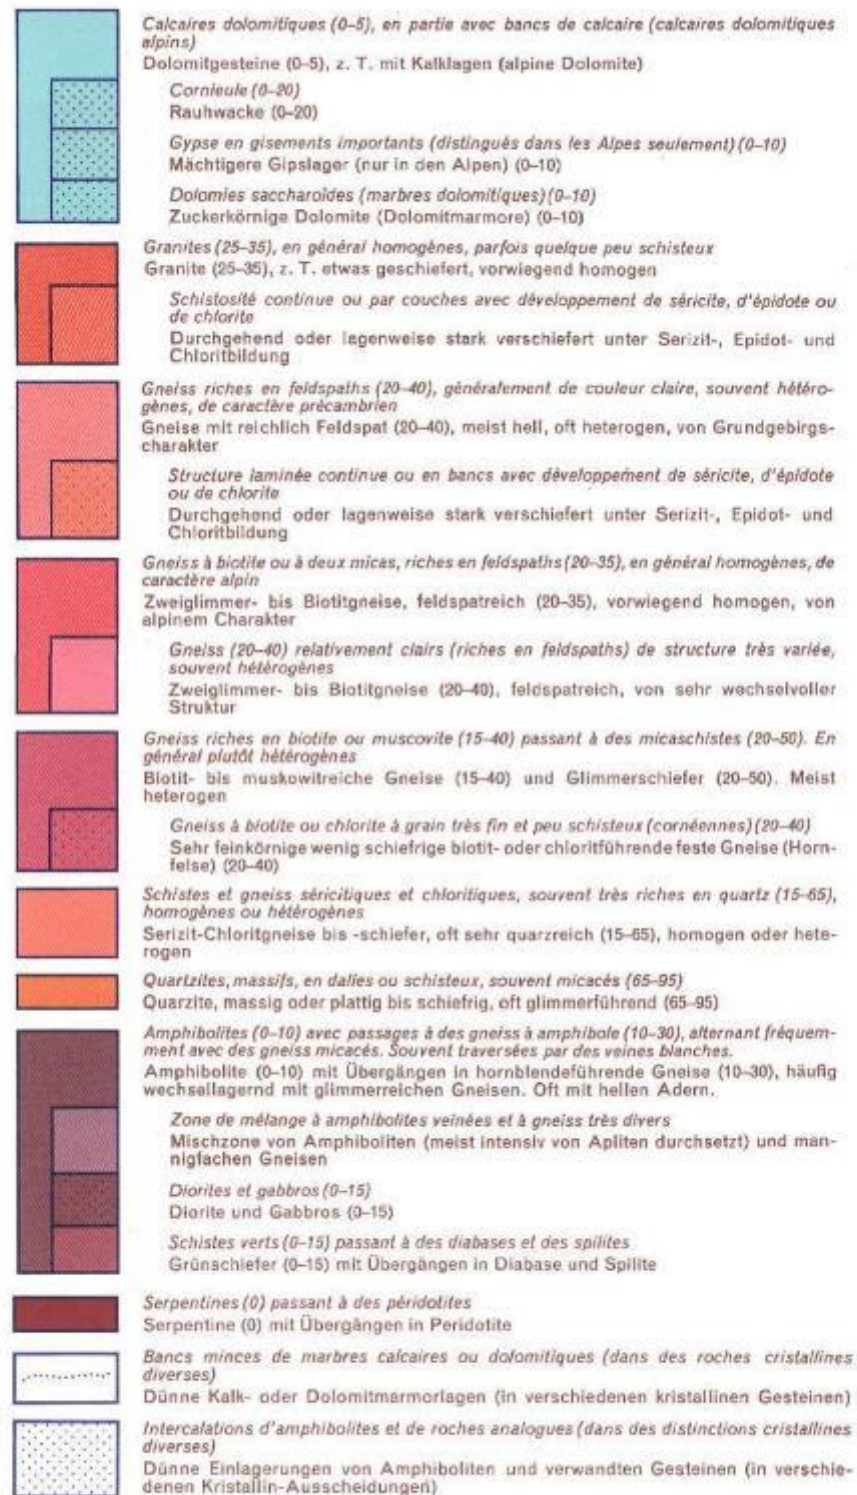 Calcaires dolomitiques (0–5), en partie avec bancs de calcaire (calcaires dolomitiques
alpins)
Dolomitgesteine (0–5), z. T. mit Kalklagen (alpine Dolomite)
Cornieule (0–20)
Rauhwacke (0–20)
Gypse en gisements importants (distingués dans les Alpes seulement) (0–10)
Mächtigere Gipslager (nur in den Alpen) (0–10)
Dolomies saccharoïdes (marbres dolomitiques) (0–10)
Zuckerkörnige Dolomite (Dolomitmarmore) (0–10)
Granites (25–35), en général homogènes, parfois quelque peu schisteux
Granite (25–35), z. T. etwas geschiefert, vorwiegend homogen
Schistosité continue ou par couches avec développement de séricite, d'épidote ou
de chlorite
Durchgehend oder lagenweise stark verschiefert unter Serizit-, Epidot- und
Chloritbildung
Gneiss riches en feldspaths (20–40), généralement de couleur claire, souvent hétéro-
gènes, de caractère précambrien
Gneise mit reichlich Feldspat (20–40), meist hell, oft heterogen, von Grundgebirgs-
charakter
Structure laminée continue ou en bancs avec développement de séricite, d'épidote
ou de chlorite
Durchgehend oder lagenweise stark verschiefert unter Serizit-, Epidot- und
Chloritbildung
Gneiss à biotite ou à deux micas, riches en feldspaths (20–35), en général homogènes, de
caractère alpin
Zweiglimmer- bis Biotitgneise, feldspatreich (20–35), vorwiegend homogen, von
alpinem Charakter
Gneiss (20–40) relativement clairs (riches en feldspaths) de structure très variée,
souvent hétérogènes
Zweiglimmer- bis Biotitgneise (20–40), feldspatreich, von sehr wechselvoller
Struktur
Gneiss riches en biotite ou muscovite (15–40) passant à des micaschistes (20–50). En
général plutôt hétérogènes
Biotit- bis muskowitreiche Gneise (15–40) und Glimmerschiefer (20–50). Meist
heterogen
Gneiss à biotite ou chlorite à grain très fin et peu schisteux (cornéennes) (20–40)
Sehr feinkörnige wenig schiefrige biotit- oder chloritführende feste Gneise (Horn-
felse) (20–40)
Schistes et gneiss séricitiques et chloritiques, souvent très riches en quartz (15–65),
homogènes ou hétérogènes
Serizit-Chloritgneise bis -schiefer, oft sehr quarzreich (15–65), homogen oder hete-
rogen
Quartzites, massifs, en dalles ou schisteux, souvent micacés (65–95)
Quarzite, massig oder plattig bis schiefrig, oft glimmerführend (65–95)
Amphibolites (0–10) avec passages à des gneiss à amphibole (10–30), alternant fréquem-
ment avec des gneiss micacés. Souvent traversées par des veines blanches.
Amphibolite (0–10) mit Übergängen in hornblendeführende Gneise (10–30), häufig
wechsellagernd mit glimmerreichen Gneisen. Oft mit hellen Adern.
Zone de mélange à amphibolites veinées et à gneiss très divers
Mischzone von Amphiboliten (meist intensiv von Apliten durchsetzt) und man-
nigfachen Gneisen
Diorites et gabbros (0–15)
Diorite und Gabbros (0–15)
Schistes verts (0–15) passant à des diabases et des spilites
Grünschiefer (0–15) mit Übergängen in Diabase und Spilite
Serpentines (0) passant à des péridotites
Serpentine (0) mit Übergängen in Peridotite
Bancs minces de marbres calcaires ou dolomitiques (dans des roches cristallines
diverses)
Dünne Kalk- oder Dolomitmarmorlagen (in verschiedenen kristallinen Gesteinen)
Intercalations d'amphibolites et de roches analogues (dans des distinctions cristallines
diverses)
Dünne Einlagerungen von Amphiboliten und verwandten Gesteinen (in verschie-
denen Kristallin-Ausscheidungen)